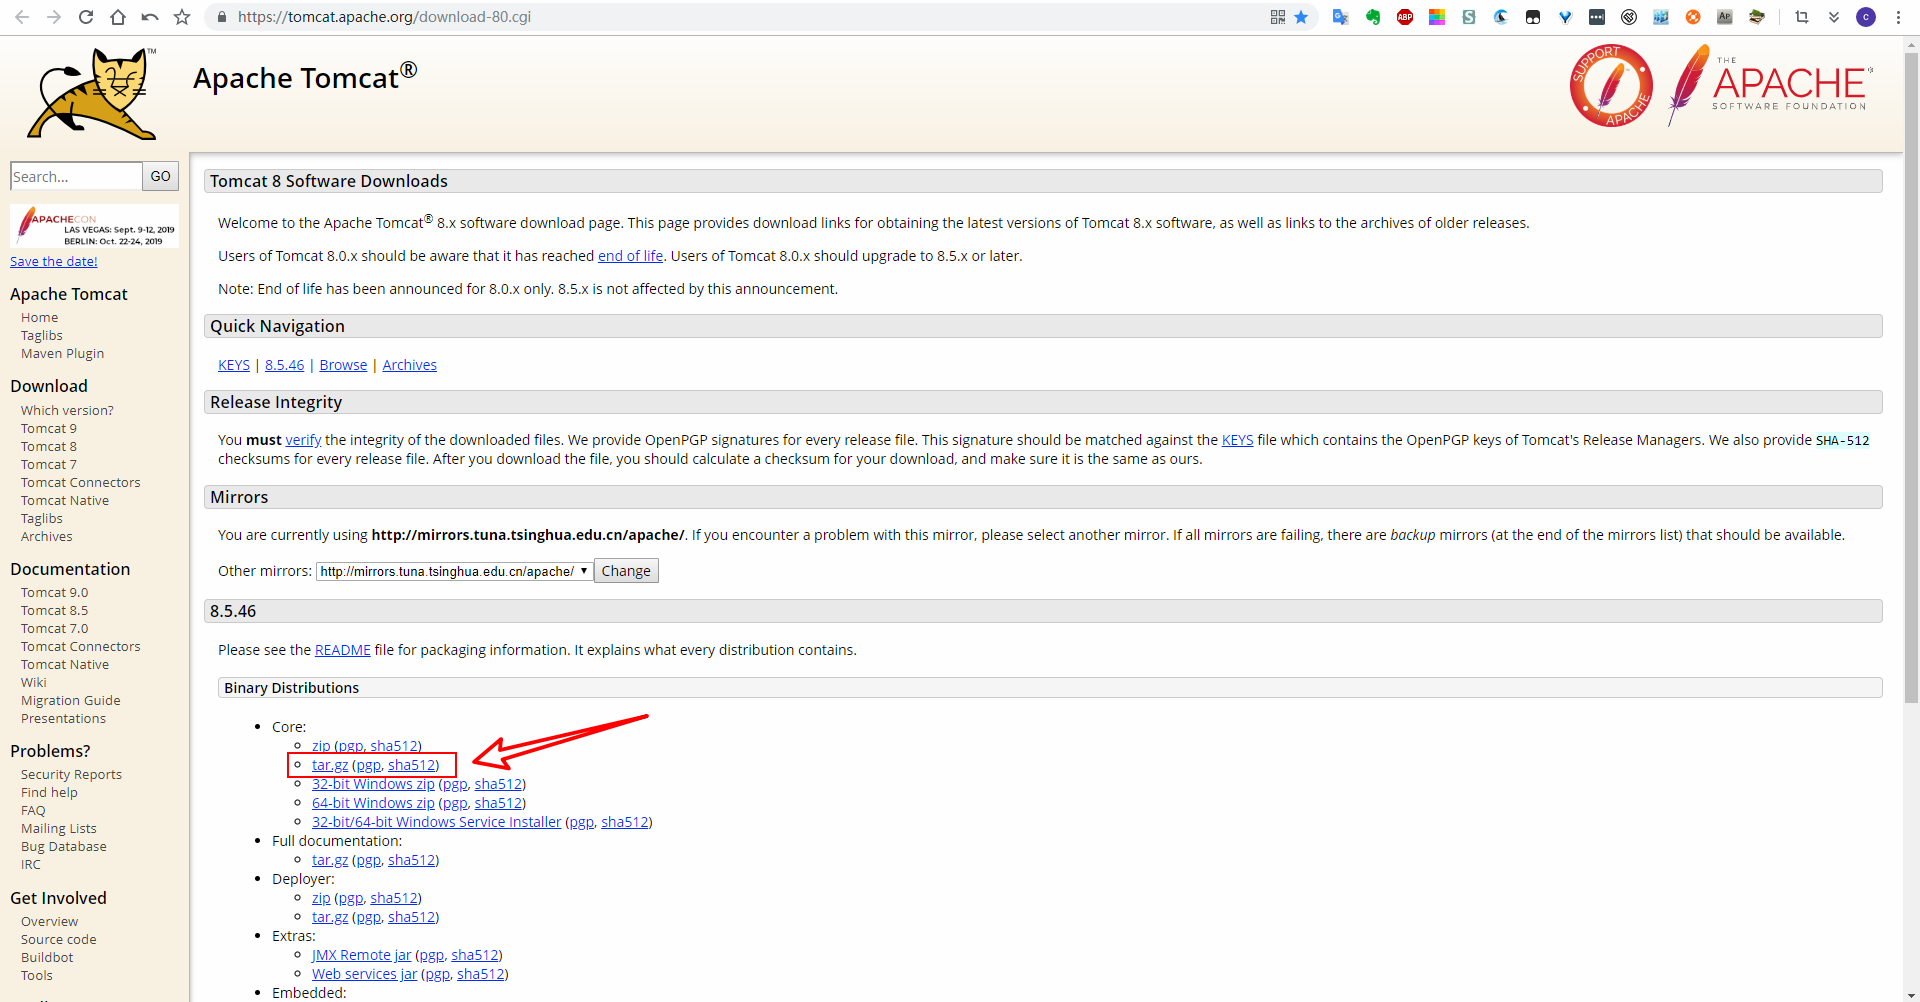 https://tomcat.apache.org/download-80.cgi
Apache Tomcat®
SUPPORT APACHE
THE
APACHE
SOFTWARE FOUNDATION
Search...
GO
APACHECON
LAS VEGAS: Sept. 9-12, 2019
BERLIN: Oct. 22-24, 2019
Save the date!
Apache Tomcat
Home
Taglibs
Maven Plugin
Download
Which version?
Tomcat 9
Tomcat 8
Tomcat 7
Tomcat Connectors
Tomcat Native
Taglibs
Archives
Documentation
Tomcat 9.0
Tomcat 8.5
Tomcat 7.0
Tomcat Connectors
Tomcat Native
Wiki
Migration Guide
Presentations
Problems?
Security Reports
Find help
FAQ
Mailing Lists
Bug Database
IRC
Get Involved
Overview
Source code
Buildbot
Tools
Tomcat 8 Software Downloads
Welcome to the Apache Tomcat® 8.x software download page. This page provides download links for obtaining the latest versions of Tomcat 8.x software, as well as links to the archives of older releases.
Users of Tomcat 8.0.x should be aware that it has reached end of life. Users of Tomcat 8.0.x should upgrade to 8.5.x or later.
Note: End of life has been announced for 8.0.x only. 8.5.x is not affected by this announcement.
Quick Navigation
KEYS | 8.5.46 | Browse | Archives
Release Integrity
You must verify the integrity of the downloaded files. We provide OpenPGP signatures for every release file. This signature should be matched against the KEYS file which contains the OpenPGP keys of Tomcat's Release Managers. We also provide SHA-512
checksums for every release file. After you download the file, you should calculate a checksum for your download, and make sure it is the same as ours.
Mirrors
You are currently using http://mirrors.tuna.tsinghua.edu.cn/apache/. If you encounter a problem with this mirror, please select another mirror. If all mirrors are failing, there are backup mirrors (at the end of the mirrors list) that should be available.
Other mirrors: http://mirrors.tuna.tsinghua.edu.cn/apache/ Change
8.5.46
Please see the README file for packaging information. It explains what every distribution contains.
Binary Distributions
Core:
zip (pgp, sha512)
tar.gz (pgp, sha512)
32-bit Windows zip (pgp, sha512)
64-bit Windows zip (pgp, sha512)
32-bit/64-bit Windows Service Installer (pgp, sha512)
Full documentation:
tar.gz (pgp, sha512)
Deployer:
zip (pgp, sha512)
tar.gz (pgp, sha512)
Extras:
JMX Remote jar (pgp, sha512)
Web services jar (pgp, sha512)
Embedded: